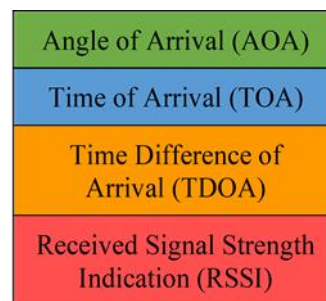 Angle of Arrival (AOA)
Time of Arrival (TOA)
Time Difference of
Arrival (TDOA)
Received Signal Strength
Indication (RSSI)